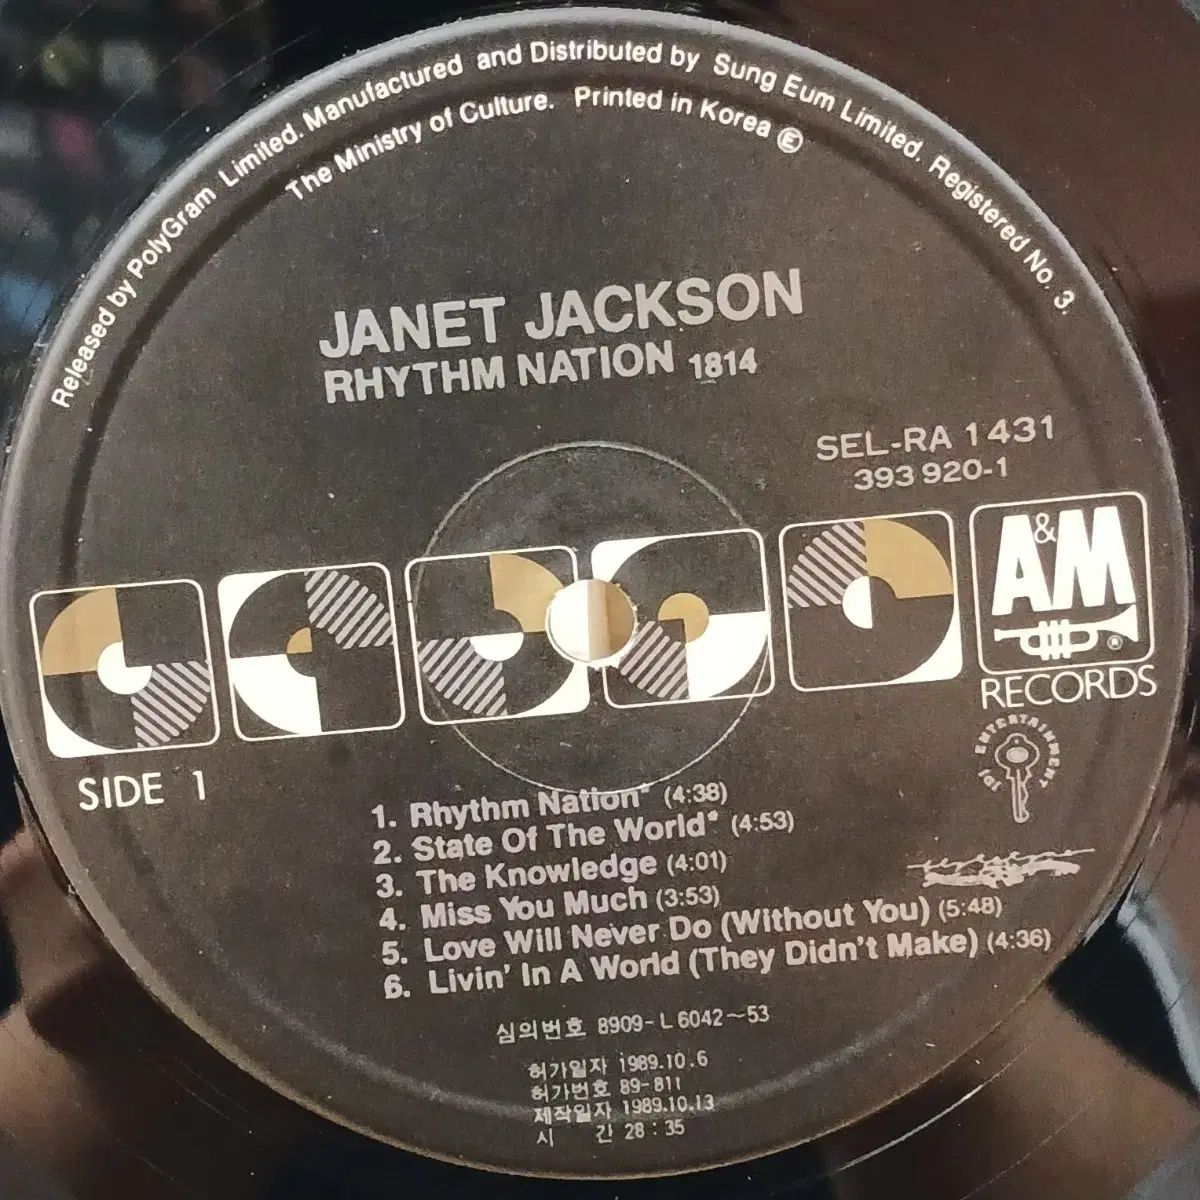 Released by PolyGram Limited. Manufactured and Distributed by Sung Eum Limited. Registered No. 3.
The Ministry of Culture. Printed in Korea Ⓔ
JANET JACKSON
RHYTHM NATION 1814
SEL-RA 1431
393 920-1
A&M
®
RECORDS
ENTERTAINMENT
SIDE 1
1. Rhythm Nation* (4:38)
2. State Of The World* (4:53)
3. The Knowledge (4:01)
4. Miss You Much (3:53)
5. Love Will Never Do (Without You) (5:48)
6. Livin' In A World (They Didn't Make) (4:36)
심의번호 8909-L6042~53
허가일자 1989.10.6
허가번호 89-811
제작일자 1989.10.13
시 간 28:35